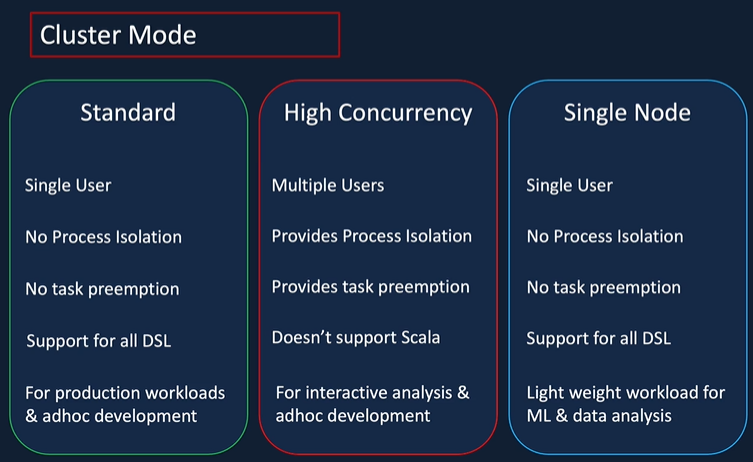 Cluster Mode
Standard
Single User
No Process Isolation
No task preemption
Support for all DSL
For production workloads
& adhoc development
High Concurrency
Multiple Users
Provides Process Isolation
Provides task preemption
Doesn’t support Scala
For interactive analysis &
adhoc development
Single Node
Single User
No Process Isolation
No task preemption
Support for all DSL
Light weight workload for
ML & data analysis